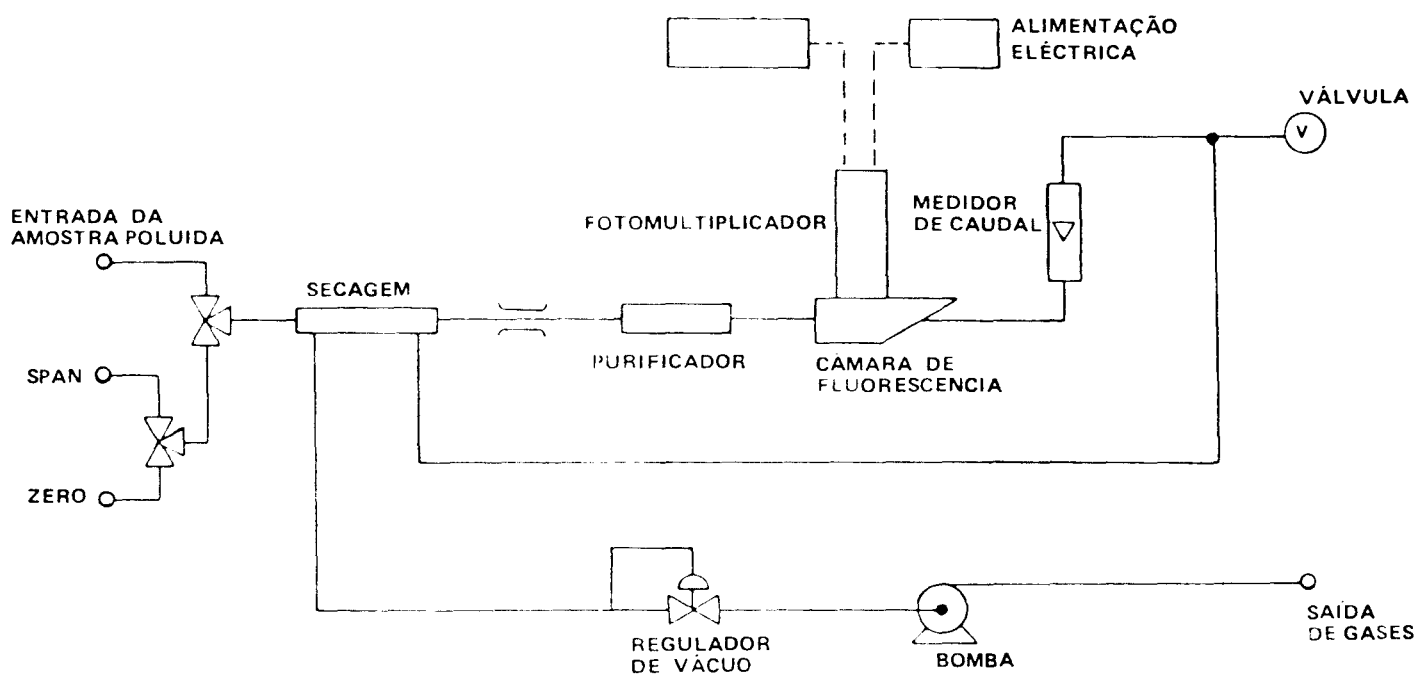 ALIMENTAÇÃO
ELÉCTRICA
VÁLVULA
V
ENTRADA DA
AMOSTRA POLUIDA
FOTOMULTIPLICADOR
MEDIDOR
DE CAUDAL
SECAGEM
SPAN
PURIFICADOR
CÂMARA DE
FLUORESCENCIA
ZERO
REGULADOR
DE VÁCUO
BOMBA
SAÍDA
DE GASES